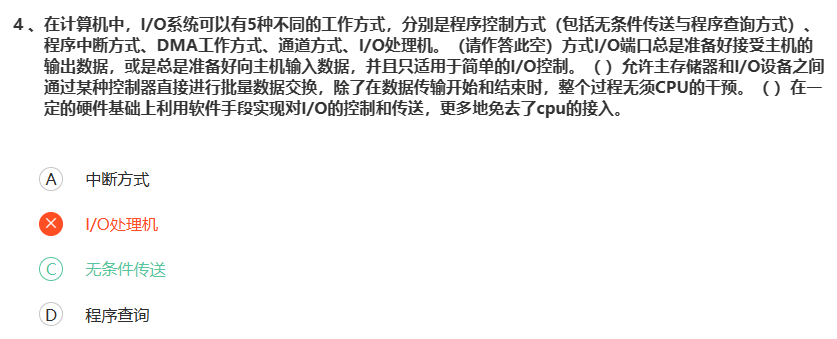 4 、在计算机中，I/O系统可以有5种不同的工作方式，分别是程序控制方式（包括无条件传送与程序查询方式）、
程序中断方式、DMA工作方式、通道方式、I/O处理机。（请作答此空）方式I/O端口总是准备好接受主机的
输出数据，或是总是准备好向主机输入数据，并且只适用于简单的I/O控制。（ ）允许主存储器和I/O设备之间
通过某种控制器直接进行批量数据交换，除了在数据传输开始和结束时，整个过程无须CPU的干预。（ ）在一
定的硬件基础上利用软件手段实现对I/O的控制和传送，更多地免去了cpu的接入。
A 中断方式
I/O处理机
C 无条件传送
D 程序查询